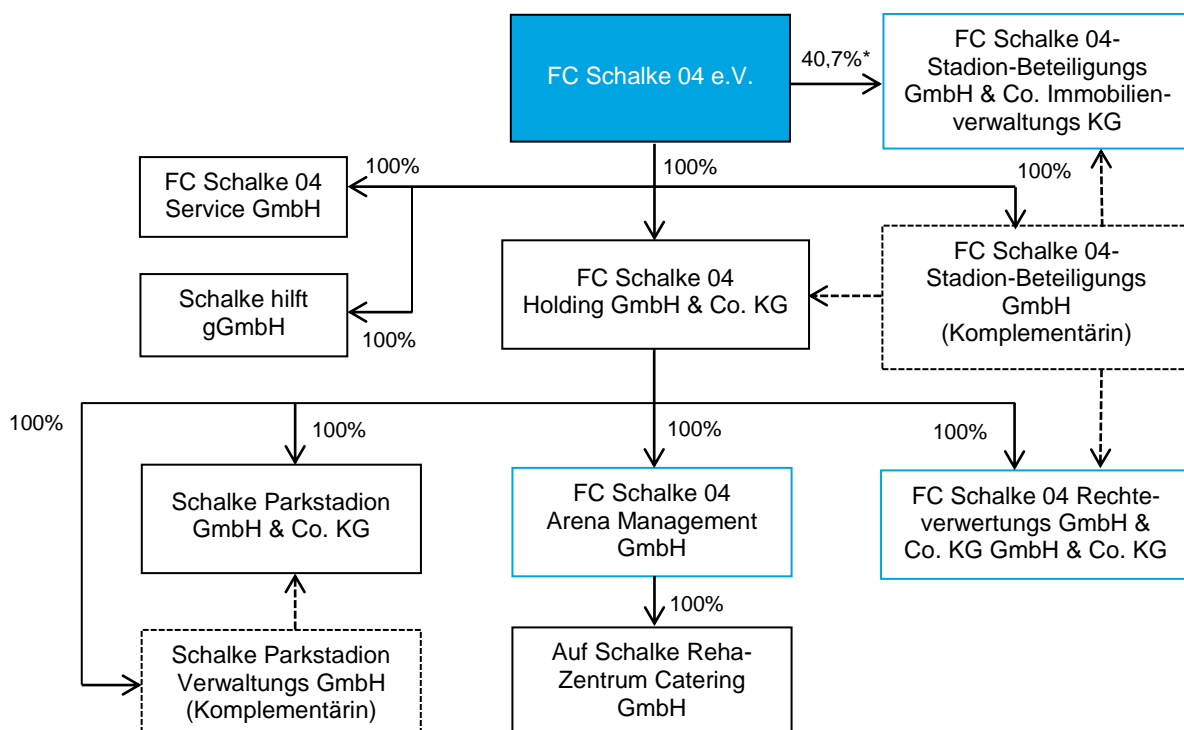 FC Schalke 04 e.V.
40,7%*
FC Schalke 04-
Stadion-Beteiligungs
GmbH & Co. Immobilien-
verwaltungs KG
100%
100%
100%
FC Schalke 04
Service GmbH
FC Schalke 04
Holding GmbH & Co. KG
FC Schalke 04-
Stadion-Beteiligungs
GmbH
(Komplementärin)
Schalke hilft
gGmbH
100%
100%
100%
100%
100%
Schalke Parkstadion
GmbH & Co. KG
FC Schalke 04
Arena Management
GmbH
FC Schalke 04 Rechte-
verwertungs GmbH &
Co. KG GmbH & Co. KG
100%
Schalke Parkstadion
Verwaltungs GmbH
(Komplementärin)
Auf Schalke Reha-
Zentrum Catering
GmbH